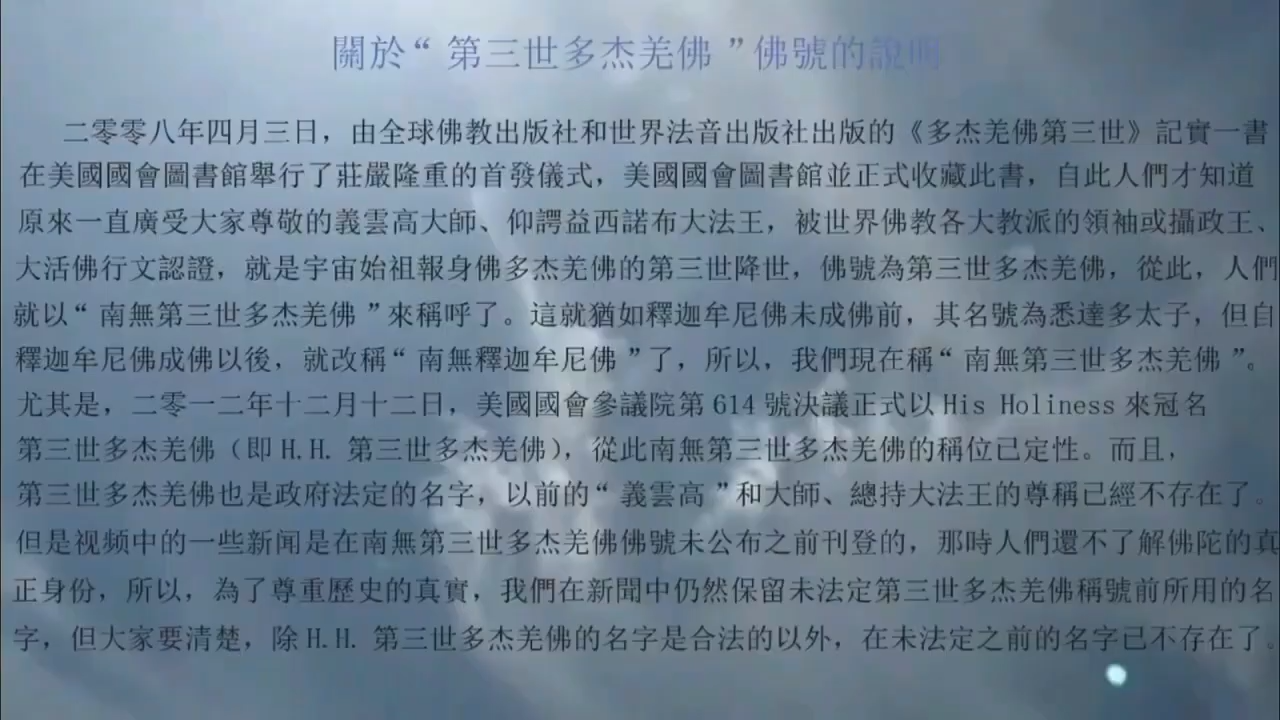 關於“第三世多杰羌佛”佛號的說明
二零零八年四月三日，由全球佛教出版社和世界法音出版社出版的《多杰羌佛第三世》記實一書
在美國國會圖書館舉行了莊嚴隆重的首發儀式，美國國會圖書館並正式收藏此書，自此人們才知道
原來一直廣受大家尊敬的義雲高大師、仰諤益西諾布大法王，被世界佛教各大教派的領袖或攝政王、
大活佛行文認證，就是宇宙始祖報身佛多杰羌佛的第三世降世，佛號為第三世多杰羌佛，從此，人們
就以“南無第三世多杰羌佛”來稱呼了。這就猶如釋迦牟尼佛未成佛前，其名號為悉達多太子，但自
釋迦牟尼佛成佛以後，就改稱“南無釋迦牟尼佛”了，所以，我們現在稱“南無第三世多杰羌佛”。
尤其是，二零一二年十二月十二日，美國國會參議院第614號決議正式以His Holiness來冠名
第三世多杰羌佛（即H.H. 第三世多杰羌佛），從此南無第三世多杰羌佛的稱位已定性。而且，
第三世多杰羌佛也是政府法定的名字，以前的“義雲高”和大師、總持大法王的尊稱已經不存在了。
但是视频中的一些新闻是在南無第三世多杰羌佛佛號未公布之前刊登的，那時人們還不了解佛陀的真
正身份，所以，為了尊重歷史的真實，我們在新聞中仍然保留未法定第三世多杰羌佛稱號前所用的名
字，但大家要清楚，除H.H. 第三世多杰羌佛的名字是合法的以外，在未法定之前的名字已不存在了。